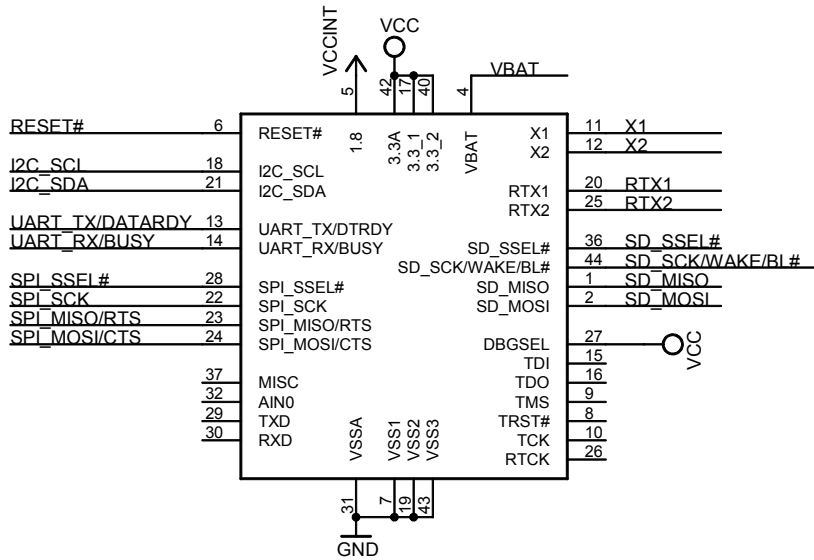 VCC
VCCINT
VBAT
5 42 17 40 4
RESET# 6 RESET# 1.8 3.3A 3.3_1 3.3_2 VBAT X1 11 X1
X2 12 X2
I2C_SCL 18 I2C_SCL
I2C_SDA 21 I2C_SDA RTX1 20 RTX1
RTX2 25 RTX2
UART_TX/DATARDY 13 UART_TX/DTRDY
UART_RX/BUSY 14 UART_RX/BUSY SD_SSEL# 36 SD_SSEL#
SD_SCK/WAKE/BL# 44 SD_SCK/WAKE/BL#
SPI_SSEL# 28 SPI_SSEL# SD_MISO 1 SD_MISO
SPI_SCK 22 SPI_SCK SD_MOSI 2 SD_MOSI
SPI_MISO/RTS 23 SPI_MISO/RTS
SPI_MOSI/CTS 24 SPI_MOSI/CTS DBGSEL 27 VCC
TDI 15
37 MISC TDO 16
32 AIN0 TMS 9
29 TXD TRST# 8
30 RXD TCK 10
RTCK 26
VSSA VSS1 VSS2 VSS3
31 7 19 43
GND